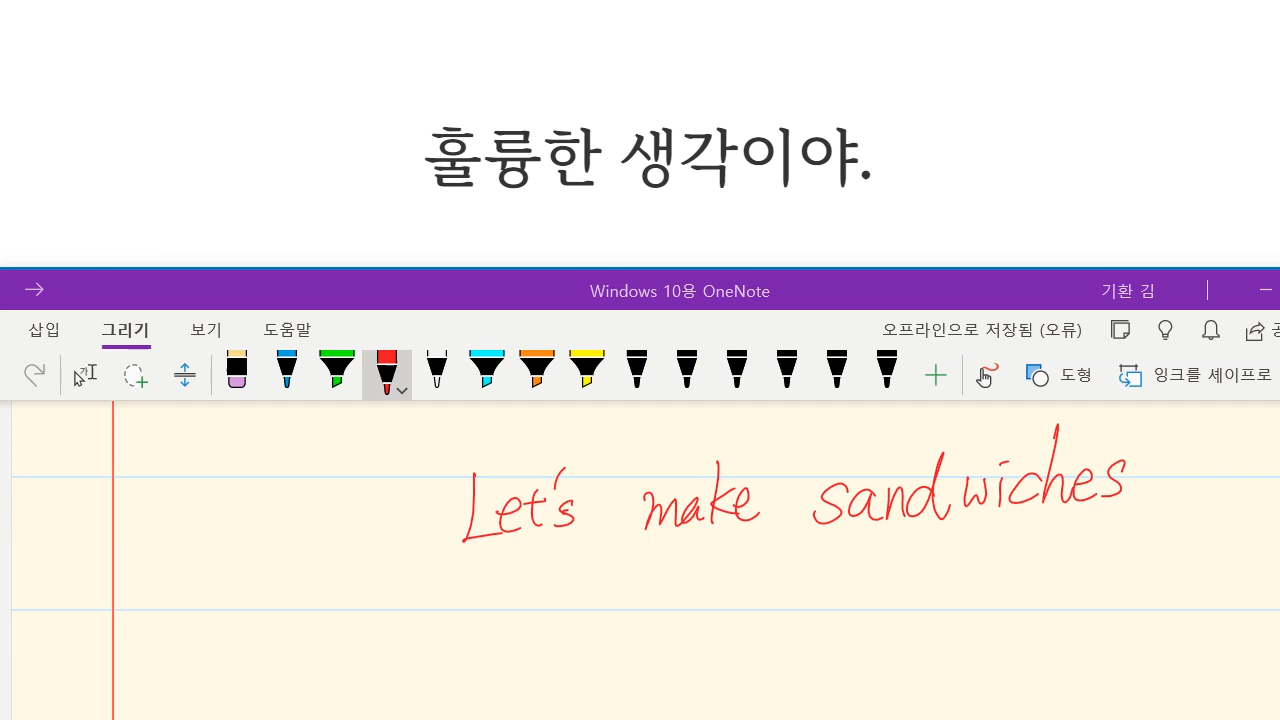 훌륭한 생각이야.
Windows 10용 OneNote
기환 김
삽입 그리기 보기 도움말 오프라인으로 저장됨 (오류) 공
도형 잉크를 셰이프로
Let's make sandwiches